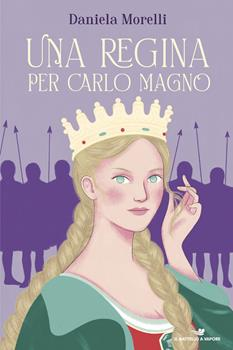 Daniela Morelli
UNA REGINA
PER CARLO MAGNO
IL BATTELLO A VAPORE